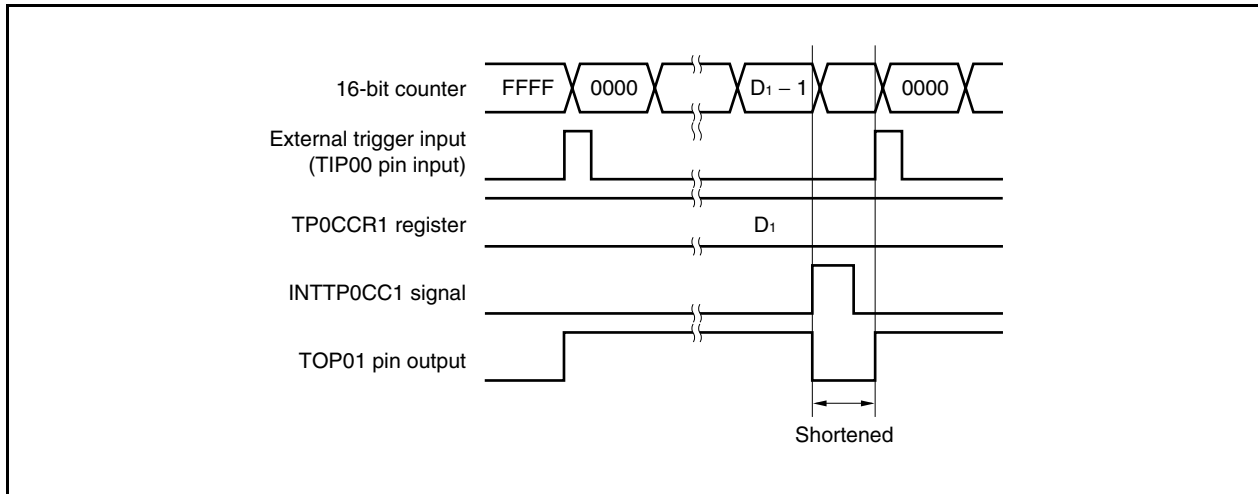 16-bit counter FFFF 0000 D1 − 1 0000
External trigger input
(TIP00 pin input)
TP0CCR1 register D1
INTTP0CC1 signal
TOP01 pin output
Shortened